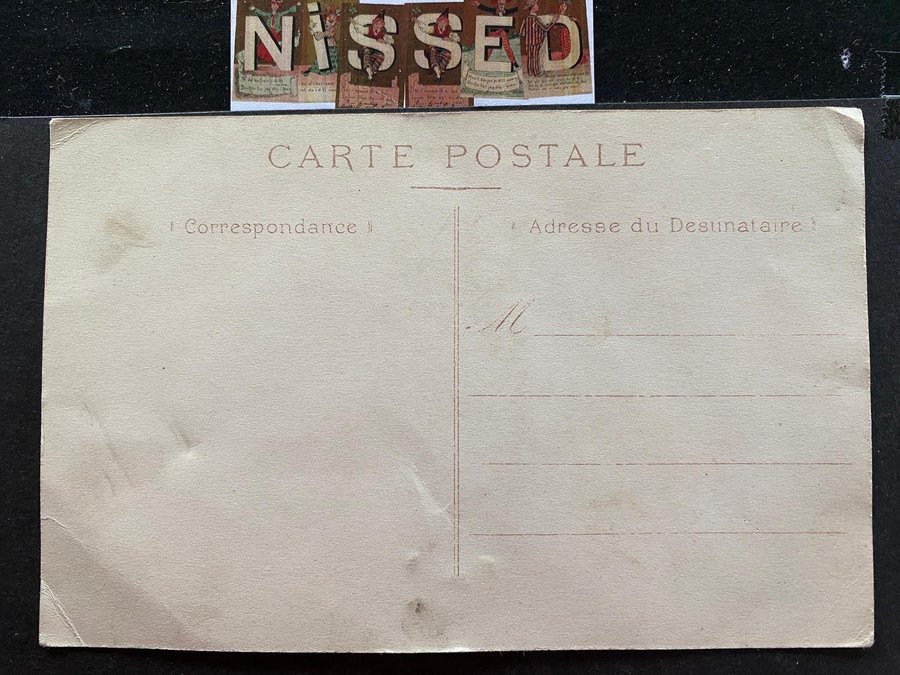 NiSSED
CARTE POSTALE
" Correspondance "
" Adresse du Destinataire "
M